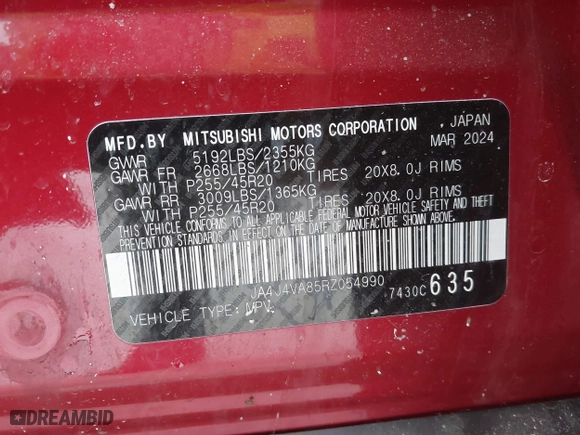 MFD.BY MITSUBISHI MOTORS CORPORATION JAPAN
MAR 2024
GVWR 5192LBS/2355KG
GAWR FR 2668LBS/1210KG
WITH P255/45R20 TIRES 20X8.0J RIMS
GAWR RR 3009LBS/1365KG
WITH P255/45R20 TIRES 20X8.0J RIMS
THIS VEHICLE CONFORMS TO ALL APPLICABLE FEDERAL MOTOR VEHICLE SAFETY AND
THEFT PREVENTION STANDARDS IN EFFECT ON THE DATE OF MANUFACTURE SHOWN ABOVE.
JA4J4VA85RZ054990
7430C 635
VEHICLE TYPE: MPV
DREAMBID